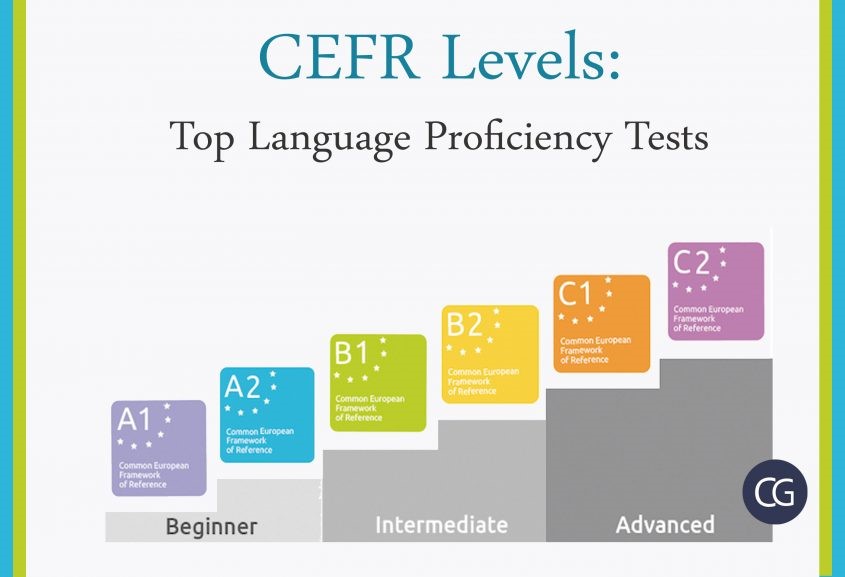 CEFR Levels:
Top Language Proficiency Tests
A1
Common European
Framework
of Reference
A2
Common European
Framework
of Reference
B1
Common European
Framework
of Reference
B2
Common European
Framework
of Reference
C1
Common European
Framework
of Reference
C2
Common European
Framework
of Reference
Beginner
Intermediate
Advanced
CG